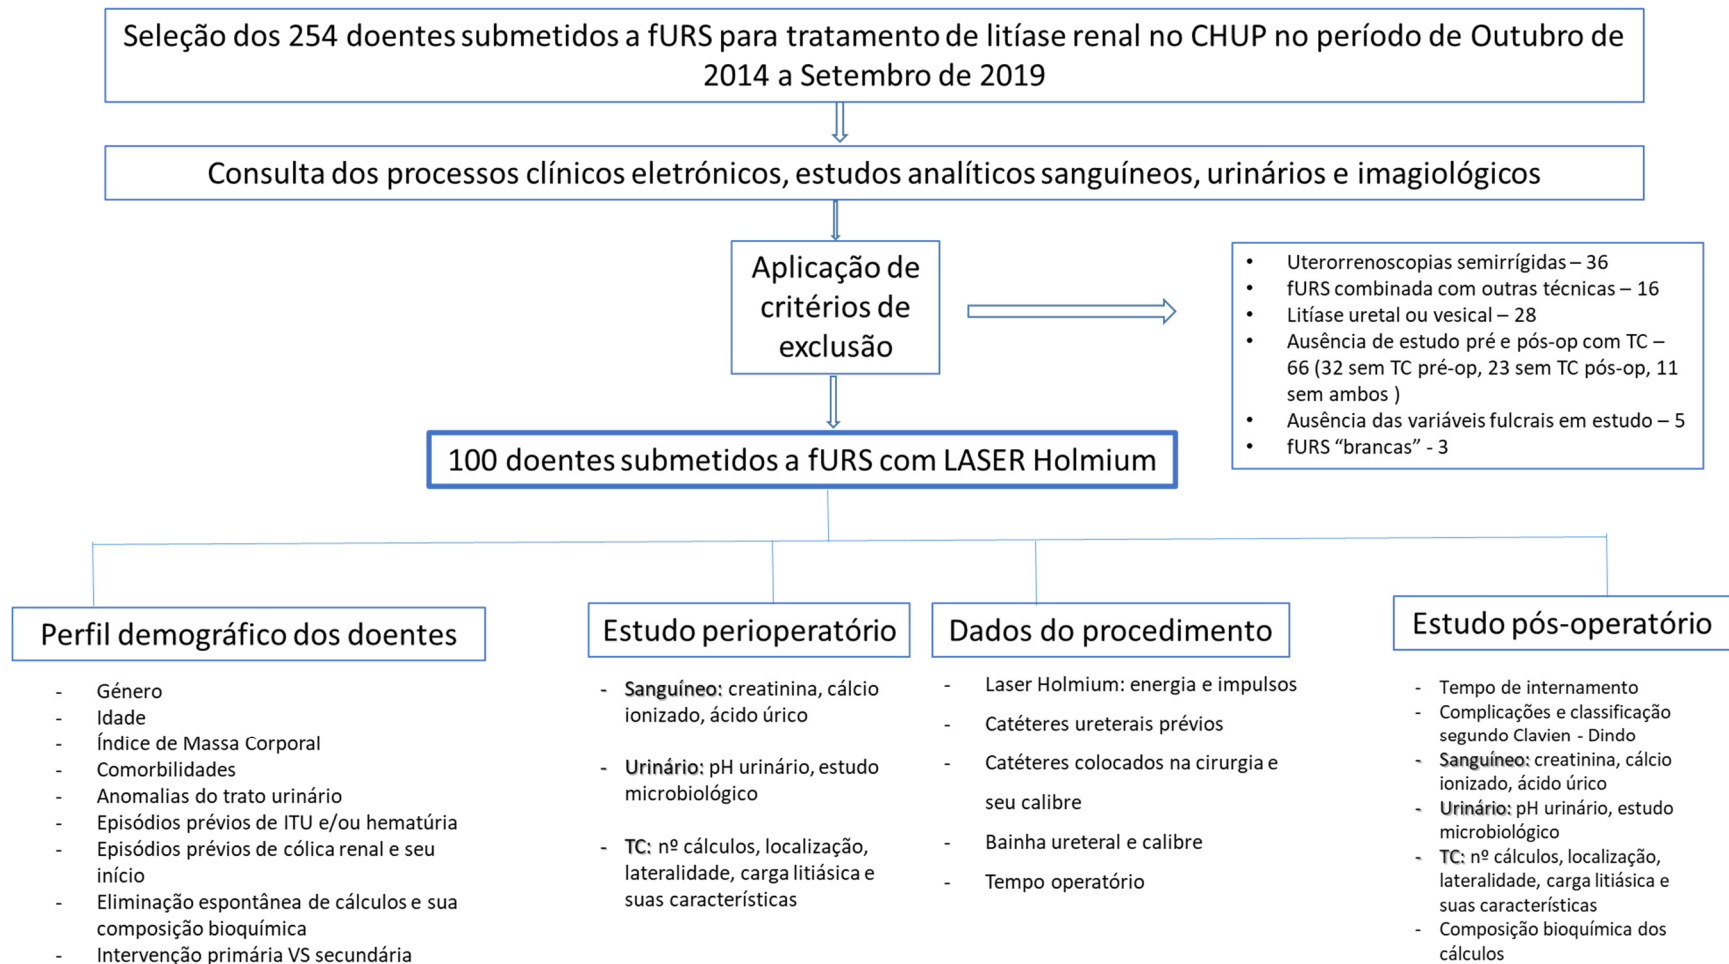 Seleção dos 254 doentes submetidos a fURS para tratamento de litíase renal no CHUP no período de Outubro de
2014 a Setembro de 2019
Consulta dos processos clínicos eletrónicos, estudos analíticos sanguíneos, urinários e imagiológicos
Aplicação de
critérios de
exclusão
• Uterorrenoscopias semirrígidas – 36
• fURS combinada com outras técnicas – 16
• Litíase uretal ou vesical – 28
• Ausência de estudo pré e pós-op com TC –
66 (32 sem TC pré-op, 23 sem TC pós-op, 11
sem ambos )
• Ausência das variáveis fulcrais em estudo – 5
• fURS “brancas” - 3
100 doentes submetidos a fURS com LASER Holmium
Perfil demográfico dos doentes
- Género
- Idade
- Índice de Massa Corporal
- Comorbilidades
- Anomalias do trato urinário
- Episódios prévios de ITU e/ou hematúria
- Episódios prévios de cólica renal e seu
início
- Eliminação espontânea de cálculos e sua
composição bioquímica
- Intervenção primária VS secundária
Estudo perioperatório
- Sanguíneo: creatinina, cálcio
ionizado, ácido úrico
- Urinário: pH urinário, estudo
microbiológico
- TC: nº cálculos, localização,
lateralidade, carga litiásica e
suas características
Dados do procedimento
- Laser Holmium: energia e impulsos
- Catéteres ureterais prévios
- Catéteres colocados na cirurgia e
seu calibre
- Bainha ureteral e calibre
- Tempo operatório
Estudo pós-operatório
- Tempo de internamento
- Complicações e classificação
segundo Clavien - Dindo
- Sanguíneo: creatinina, cálcio
ionizado, ácido úrico
- Urinário: pH urinário, estudo
microbiológico
- TC: nº cálculos, localização,
lateralidade, carga litiásica e
suas características
- Composição bioquímica dos
cálculos